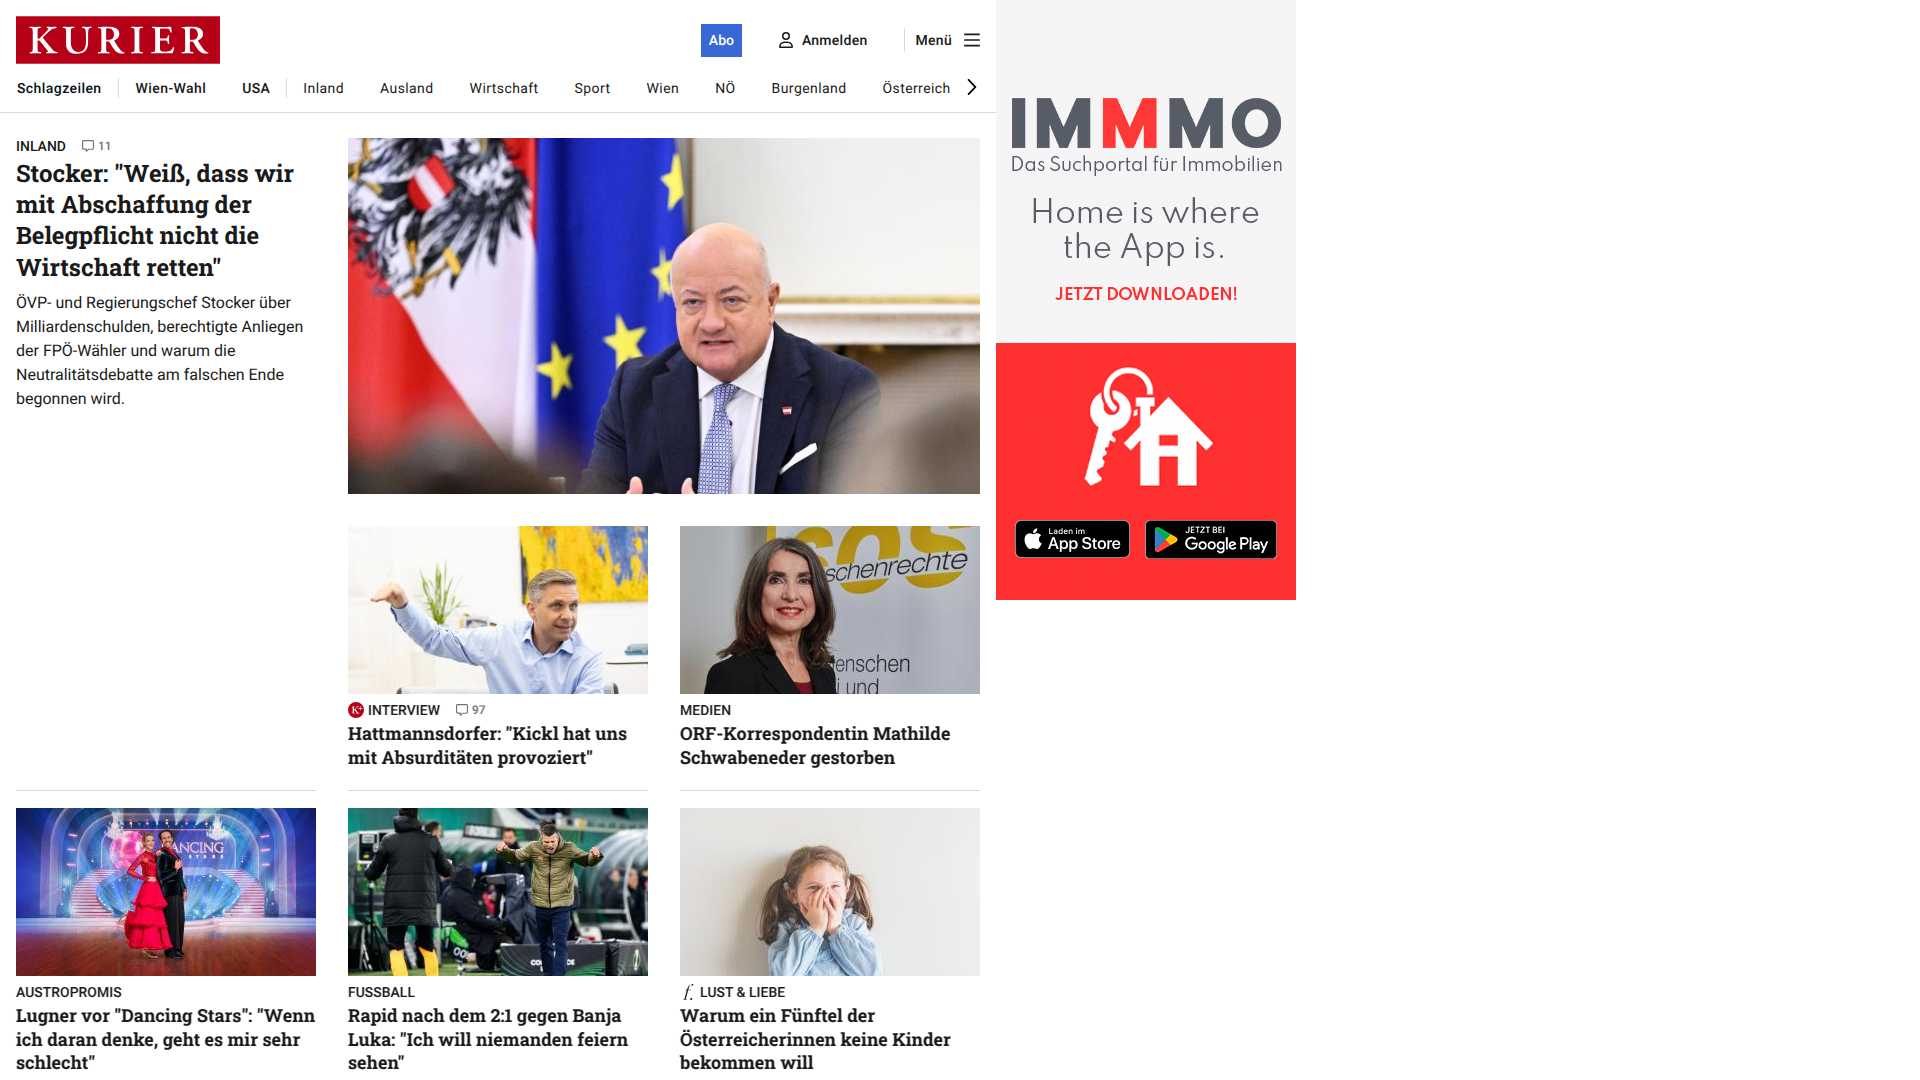 KURIER
Abo
Anmelden
Menü
Schlagzeilen
Wien-Wahl
USA
Inland
Ausland
Wirtschaft
Sport
Wien
NÖ
Burgenland
Österreich
INLAND 11
Stocker: "Weiß, dass wir
mit Abschaffung der
Belegpflicht nicht die
Wirtschaft retten"
ÖVP- und Regierungschef Stocker über
Milliardenschulden, berechtigte Anliegen
der FPÖ-Wähler und warum die
Neutralitätsdebatte am falschen Ende
begonnen wird.
K+ INTERVIEW 97
Hattmannsdorfer: "Kickl hat uns
mit Absurditäten provoziert"
SOS
schenrechte
enschen
i und
MEDIEN
ORF-Korrespondentin Mathilde
Schwabeneder gestorben
DANCING
STARS
AUSTROPROMIS
Lugner vor "Dancing Stars": "Wenn
ich daran denke, geht es mir sehr
schlecht"
FUSSBALL
Rapid nach dem 2:1 gegen Banja
Luka: "Ich will niemanden feiern
sehen"
f. LUST & LIEBE
Warum ein Fünftel der
Österreicherinnen keine Kinder
bekommen will
IMMMO
Das Suchportal für Immobilien
Home is where
the App is.
JETZT DOWNLOADEN!
Laden im
App Store
JETZT BEI
Google Play